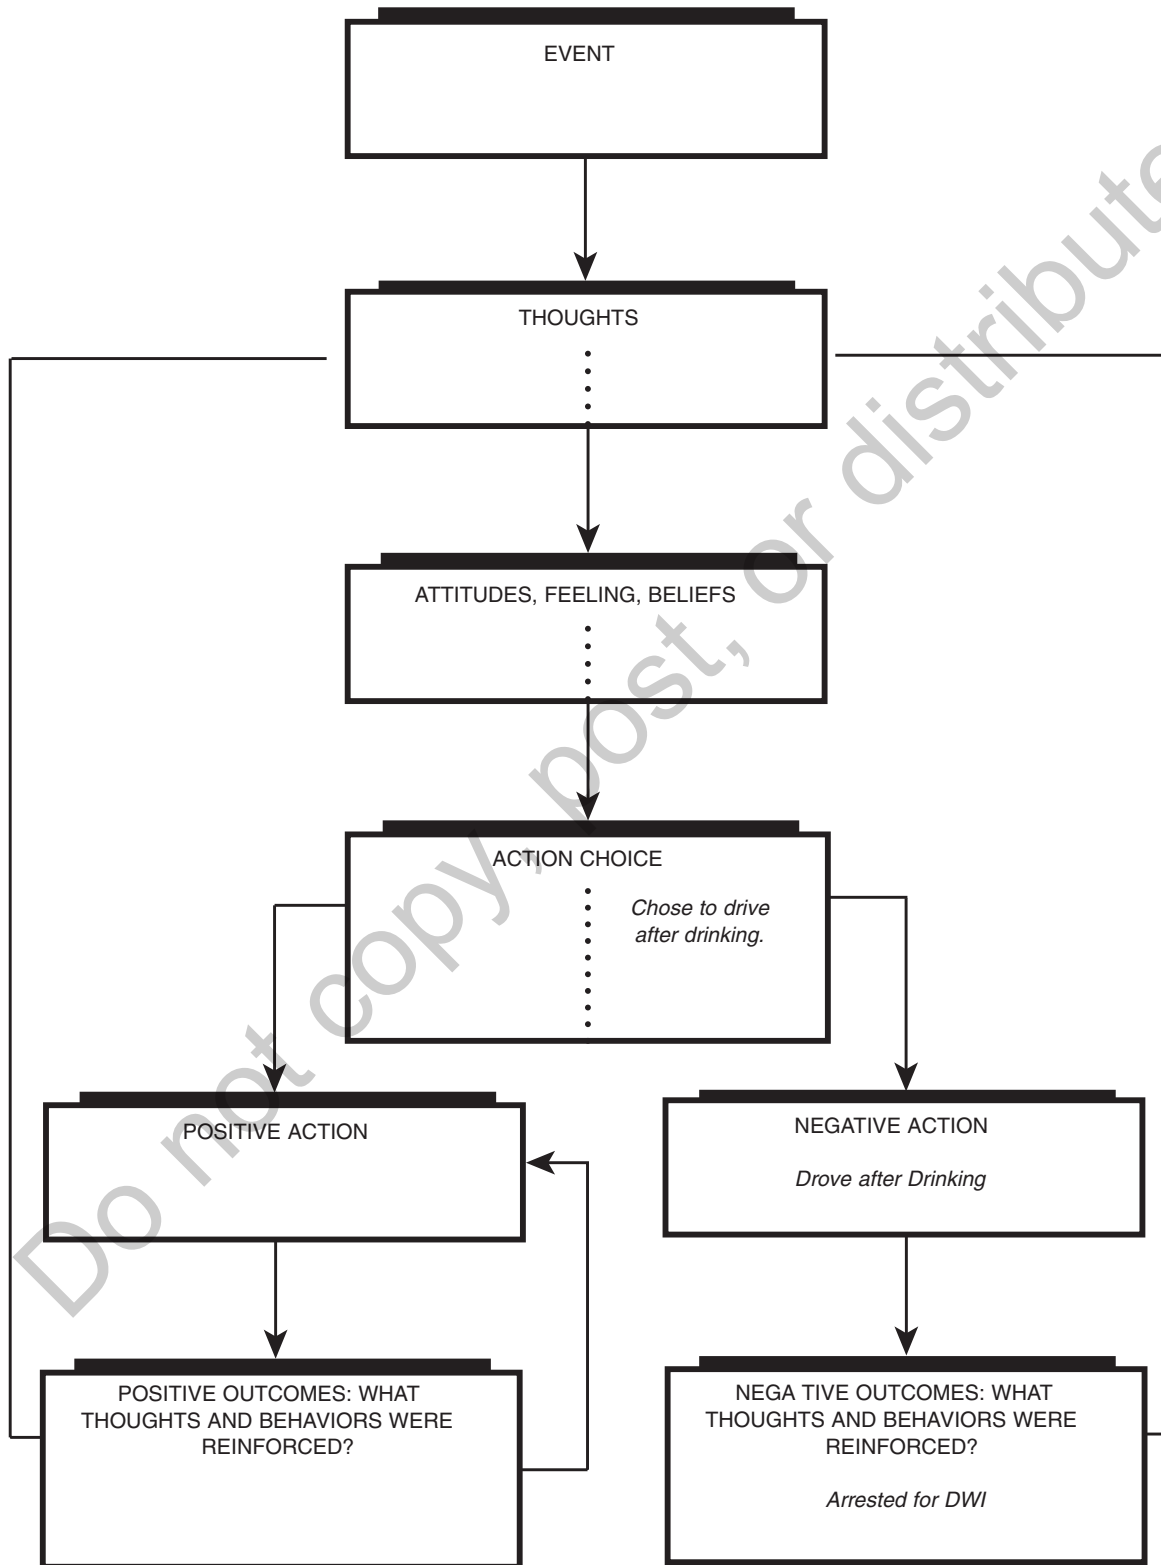 EVENT
THOUGHTS
ATTITUDES, FEELING, BELIEFS
ACTION CHOICE
Chose to drive
after drinking.
POSITIVE ACTION
NEGATIVE ACTION
Drove after Drinking
POSITIVE OUTCOMES: WHAT
THOUGHTS AND BEHAVIORS WERE
REINFORCED?
NEGA TIVE OUTCOMES: WHAT
THOUGHTS AND BEHAVIORS WERE
REINFORCED?
Arrested for DWI
Do not copy, post, or distribute